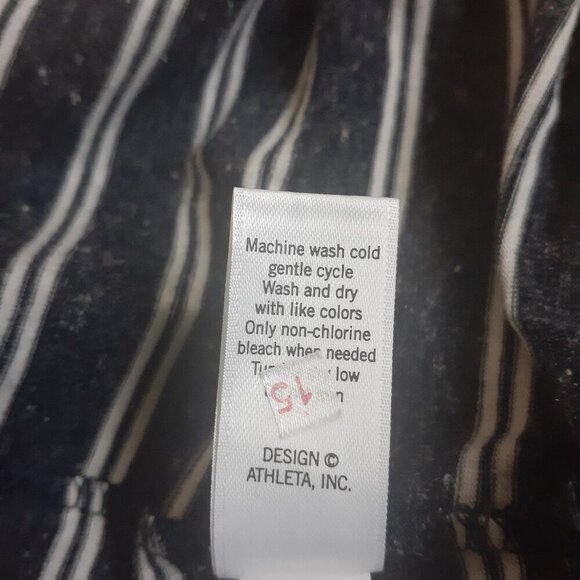 Machine wash cold
gentle cycle
Wash and dry
with like colors
Only non-chlorine
bleach when needed
low
15
DESIGN ©
ATHLETA, INC.